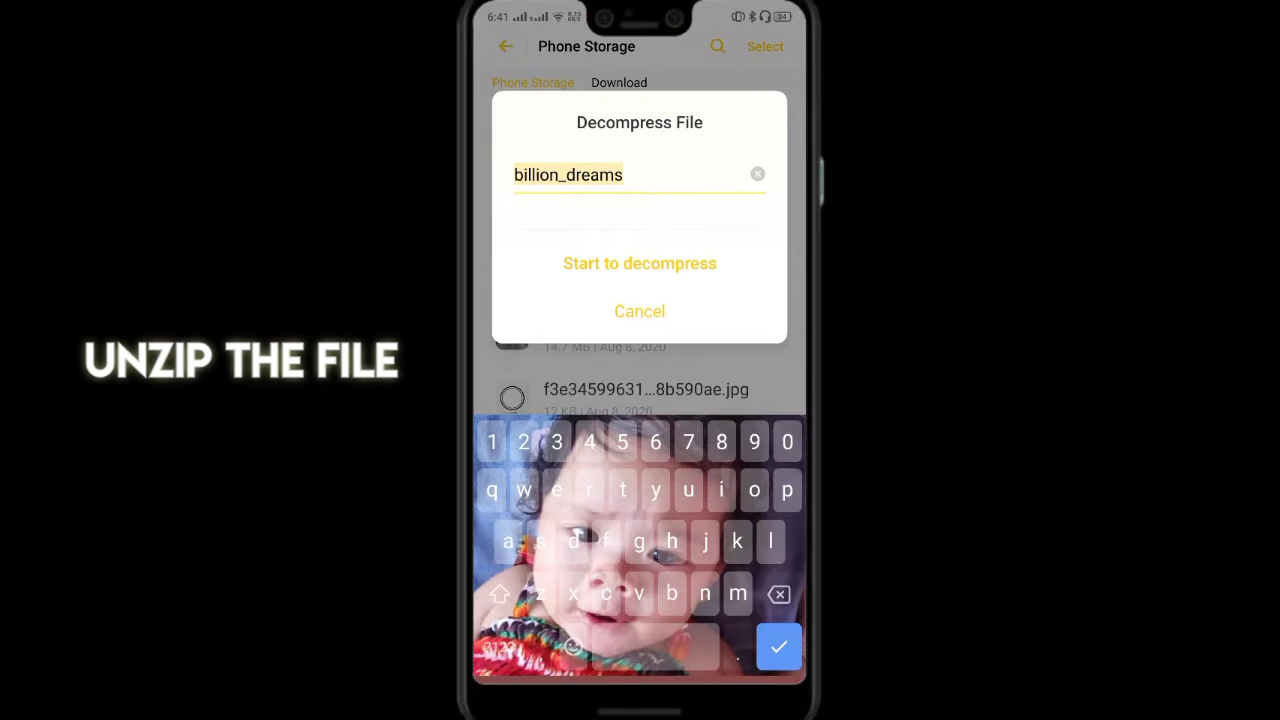 6:41
34
Phone Storage
Select
Phone Storage
Download
Decompress File
billion_dreams
Start to decompress
Cancel
14.7 MB | Aug 8, 2020
UNZIP THE FILE
f3e34599631...8b590ae.jpg
12 KB | Aug 8, 2020
1 2 3 4 5 6 7 8 9 0
q w e r t y u i o p
a s d f g h j k l
z x c v b n m
?123 , .